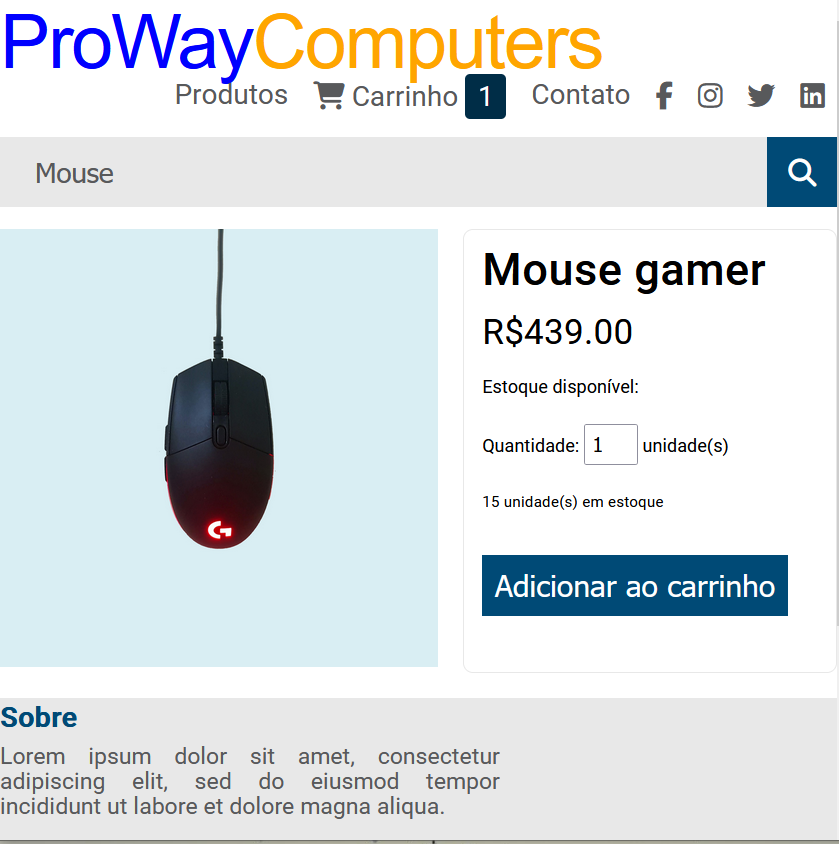 ProWayComputers
Produtos Carrinho 1 Contato
Mouse
Mouse gamer
R$439.00
Estoque disponível:
Quantidade: 1 unidade(s)
15 unidade(s) em estoque
Adicionar ao carrinho
G
Sobre
Lorem ipsum dolor sit amet, consectetur
adipiscing elit, sed do eiusmod tempor
incididunt ut labore et dolore magna aliqua.